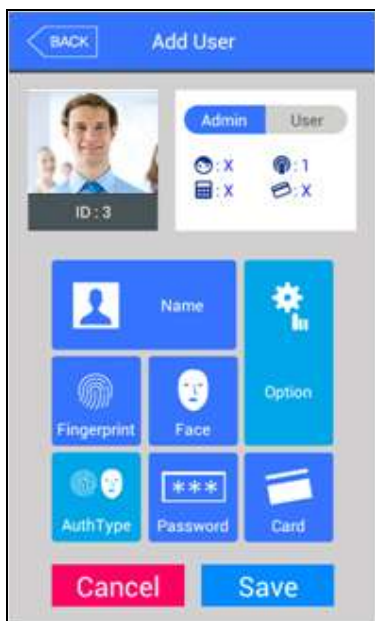 BACK
Add User
Admin User
: X : 1
: X : X
ID : 3
Name
Option
Fingerprint Face
AuthType Password Card
***
Cancel Save